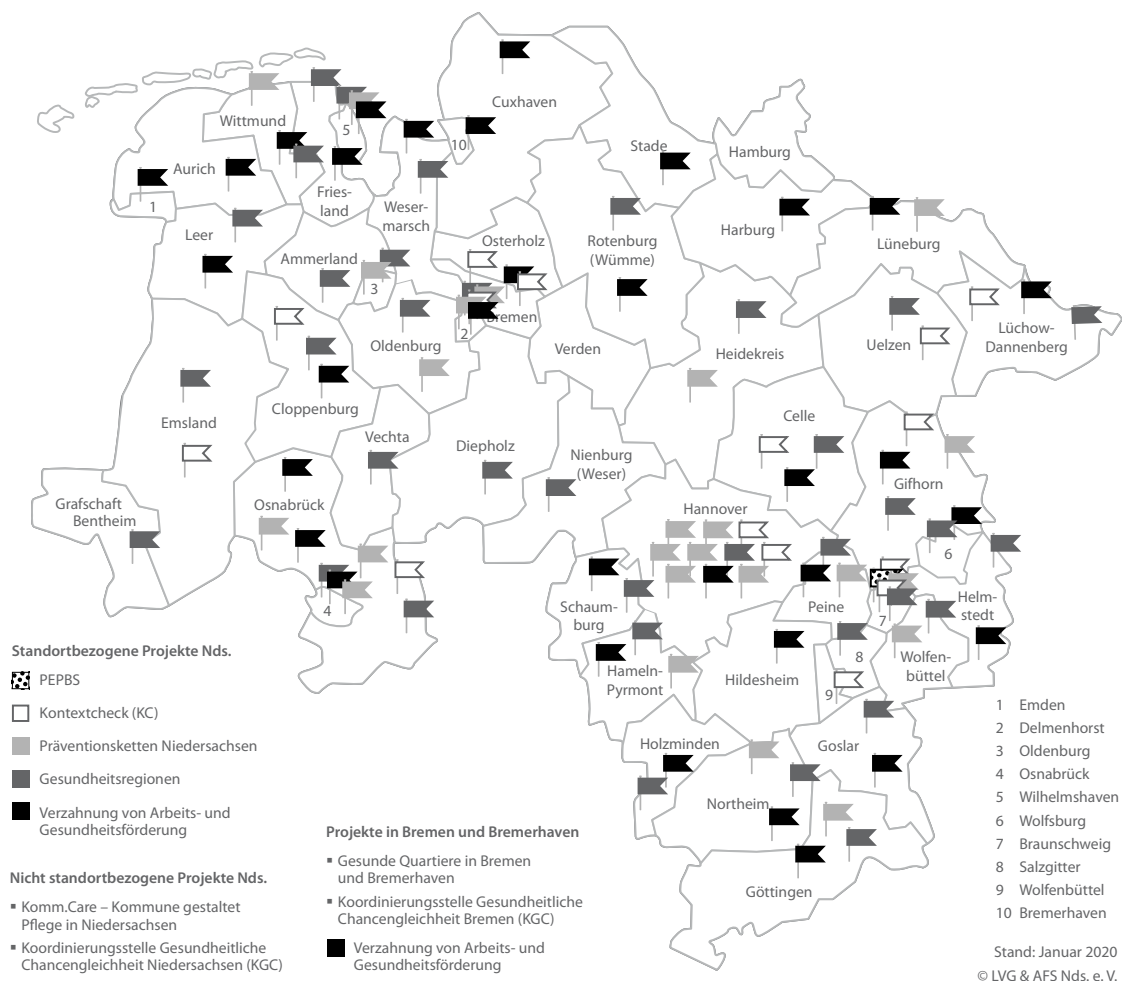 Cuxhaven
Wittmund
5
10
Hamburg
Stade
Aurich
1
Fries-
land
Weser-
marsch
Leer
Harburg
Lüneburg
Osterholz
Rotenburg
(Wümme)
Ammerland
3
Bremen
2
Oldenburg
Verden
Heidekreis
Uelzen
Lüchow-
Dannenberg
Emsland
Cloppenburg
Celle
Vechta
Diepholz
Nienburg
(Weser)
Gifhorn
Grafschaft
Bentheim
Osnabrück
Hannover
6
4
Schaum-
burg
Peine
7
Helm-
stedt
Hameln-
Pyrmont
Hildesheim
8
9
Wolfen-
büttel
Holzminden
Goslar
Northeim
Göttingen
Standortbezogene Projekte Nds.
PEPBS
Kontextcheck (KC)
Präventionsketten Niedersachsen
Gesundheitsregionen
Verzahnung von Arbeits- und
Gesundheitsförderung
Nicht standortbezogene Projekte Nds.
▪ Komm.Care – Kommune gestaltet
Pflege in Niedersachsen
▪ Koordinierungsstelle Gesundheitliche
Chancengleichheit Niedersachsen (KGC)
Projekte in Bremen und Bremerhaven
▪ Gesunde Quartiere in Bremen
und Bremerhaven
▪ Koordinierungsstelle Gesundheitliche
Chancengleichheit Bremen (KGC)
Verzahnung von Arbeits- und
Gesundheitsförderung
1 Emden
2 Delmenhorst
3 Oldenburg
4 Osnabrück
5 Wilhelmshaven
6 Wolfsburg
7 Braunschweig
8 Salzgitter
9 Wolfenbüttel
10 Bremerhaven
Stand: Januar 2020
© LVG & AFS Nds. e. V.